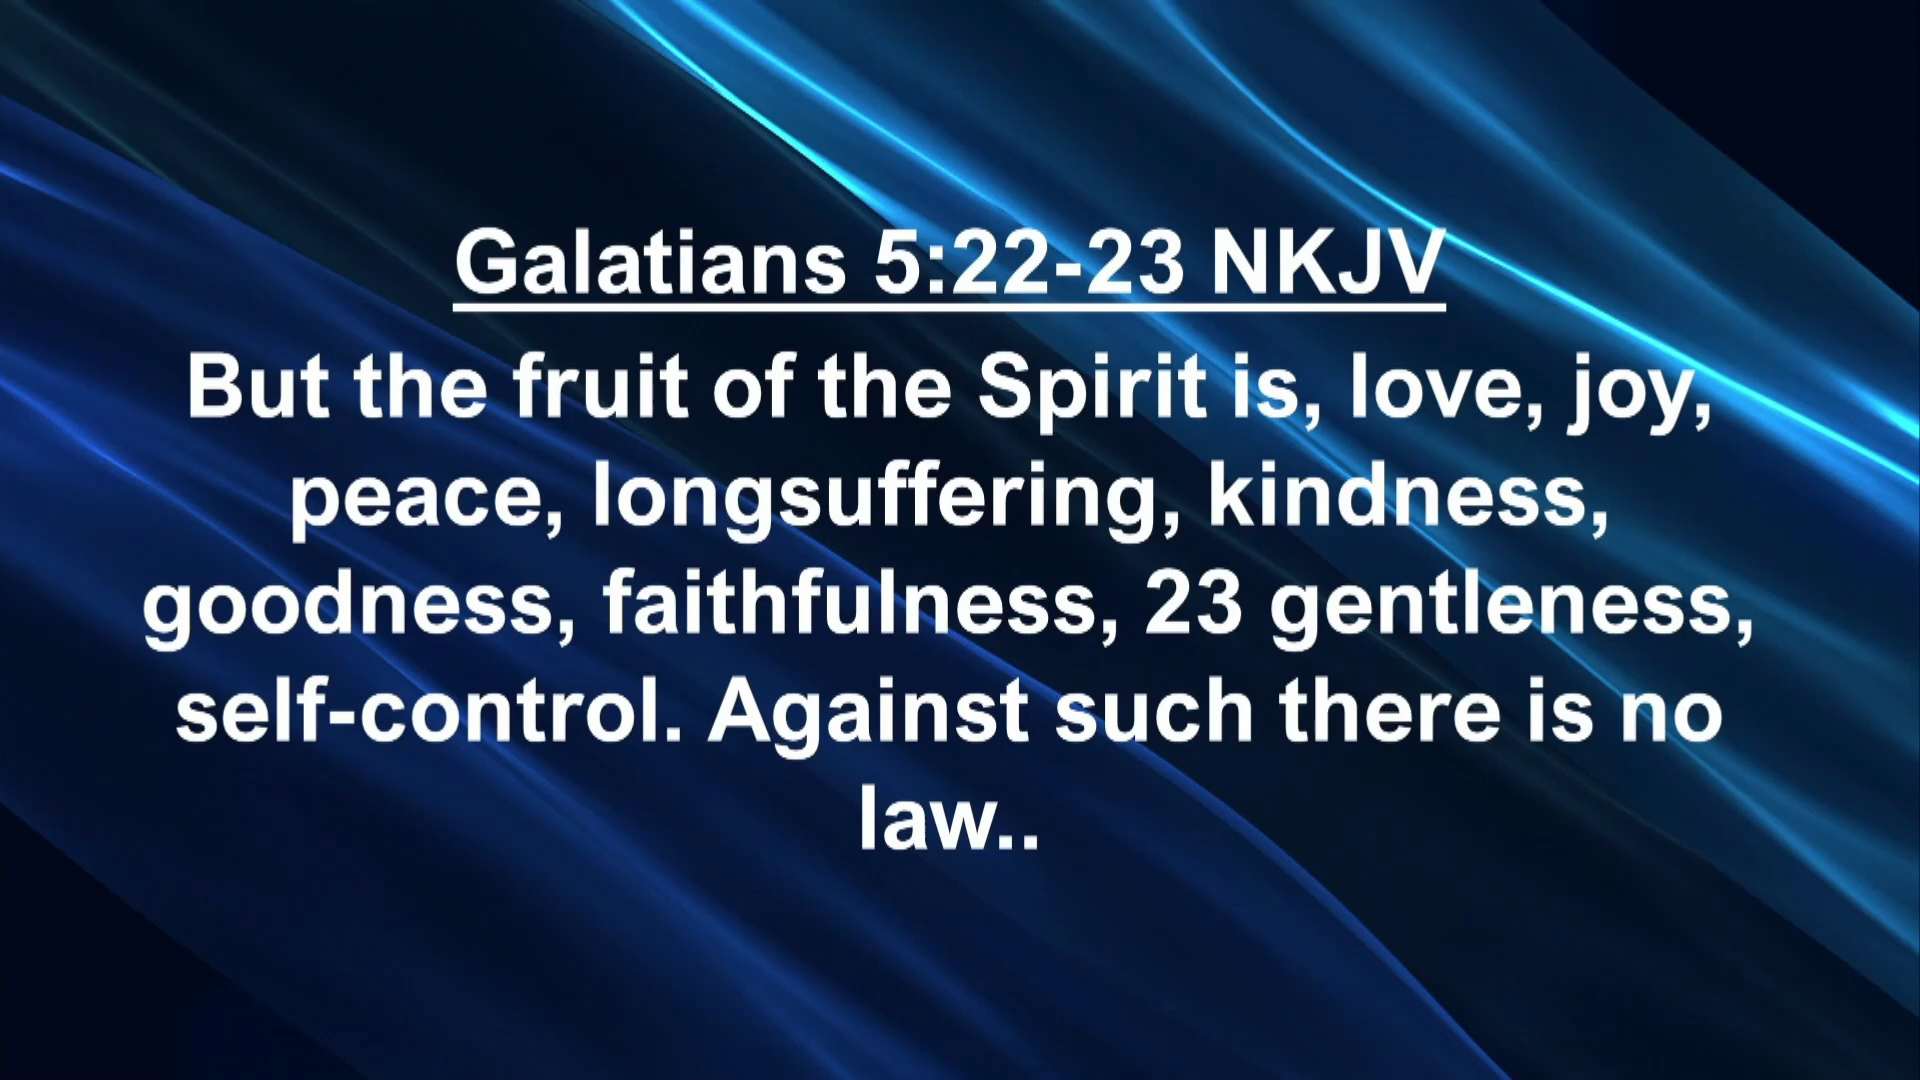 Galatians 5:22-23 NKJV
But the fruit of the Spirit is, love, joy,
peace, longsuffering, kindness,
goodness, faithfulness, 23 gentleness,
self-control. Against such there is no
law..